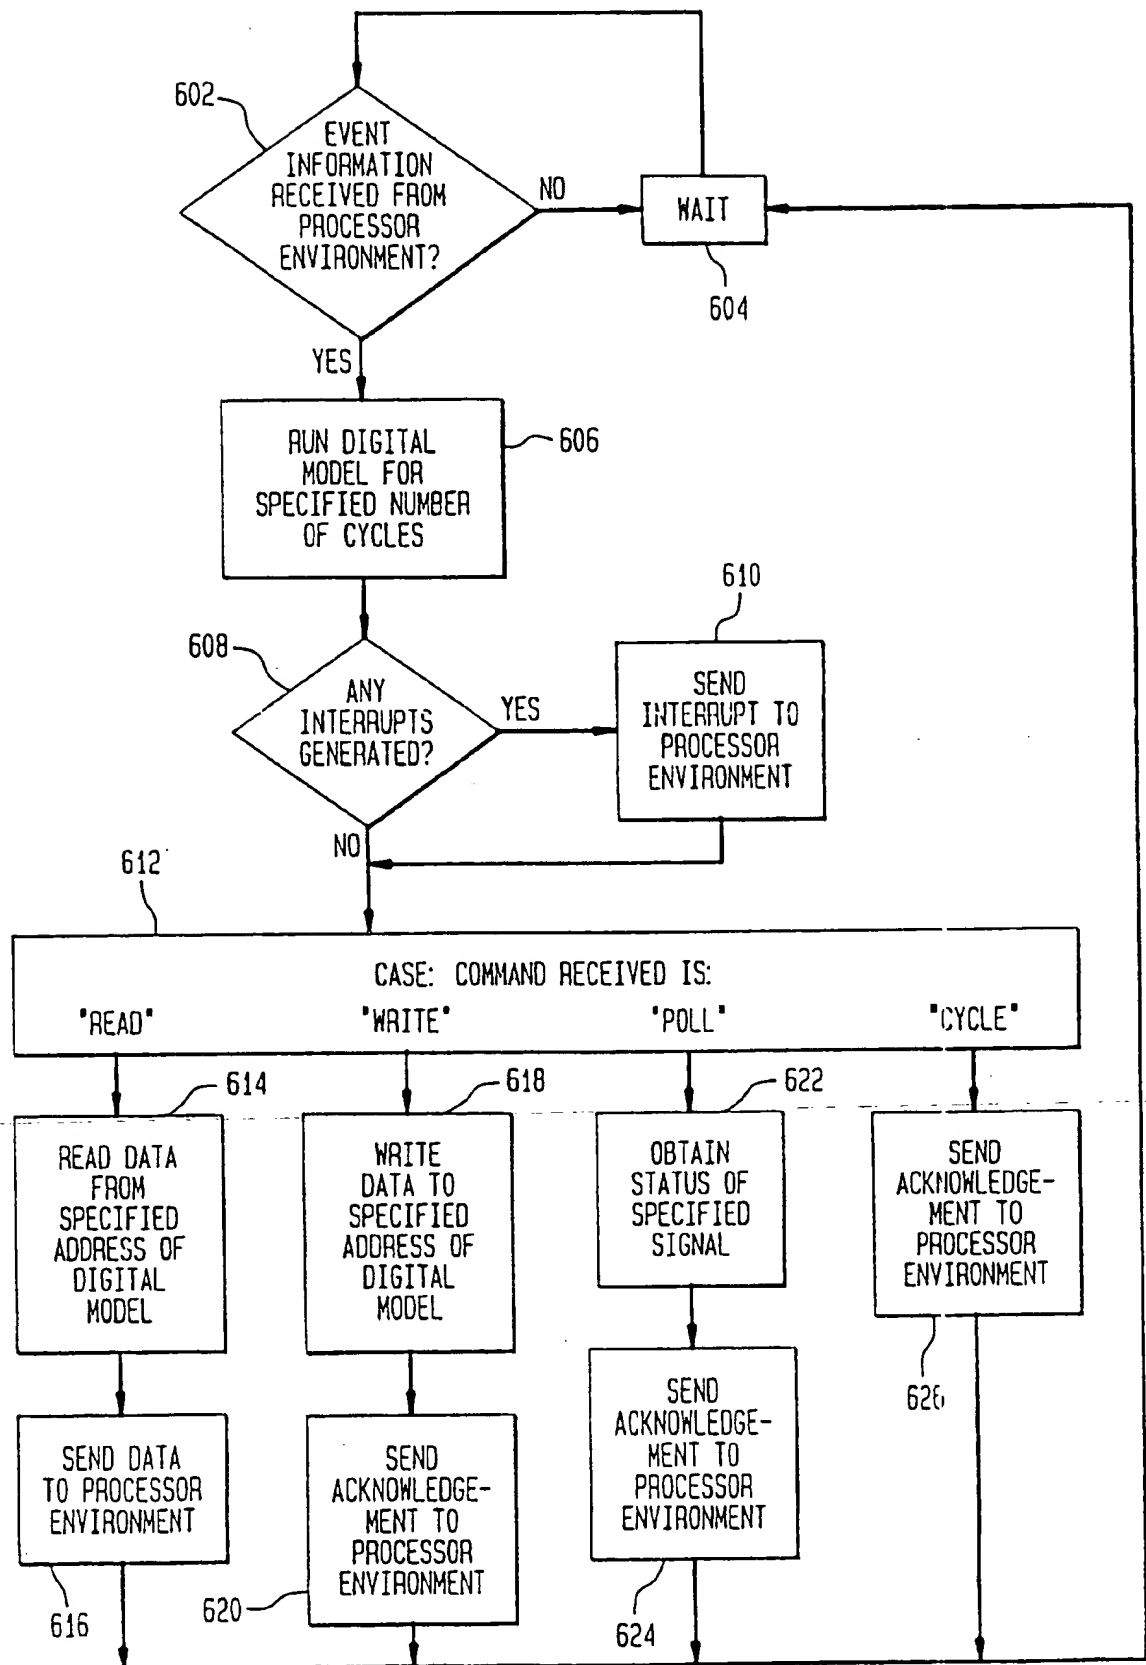 602
EVENT
INFORMATION
RECEIVED FROM
PROCESSOR
ENVIRONMENT?
NO
WAIT
604
YES
RUN DIGITAL
MODEL FOR
SPECIFIED NUMBER
OF CYCLES
606
608
ANY
INTERRUPTS
GENERATED?
YES
610
SEND
INTERRUPT TO
PROCESSOR
ENVIRONMENT
NO
612
CASE: COMMAND RECEIVED IS:
"READ" "WRITE" "POLL" "CYCLE"
614
READ DATA
FROM
SPECIFIED
ADDRESS OF
DIGITAL
MODEL
618
WRITE
DATA TO
SPECIFIED
ADDRESS OF
DIGITAL
MODEL
622
OBTAIN
STATUS OF
SPECIFIED
SIGNAL
SEND
ACKNOWLEDGE-
MENT TO
PROCESSOR
ENVIRONMENT
626
SEND DATA
TO PROCESSOR
ENVIRONMENT
616
SEND
ACKNOWLEDGE-
MENT TO
PROCESSOR
ENVIRONMENT
620
SEND
ACKNOWLEDGE-
MENT TO
PROCESSOR
ENVIRONMENT
624